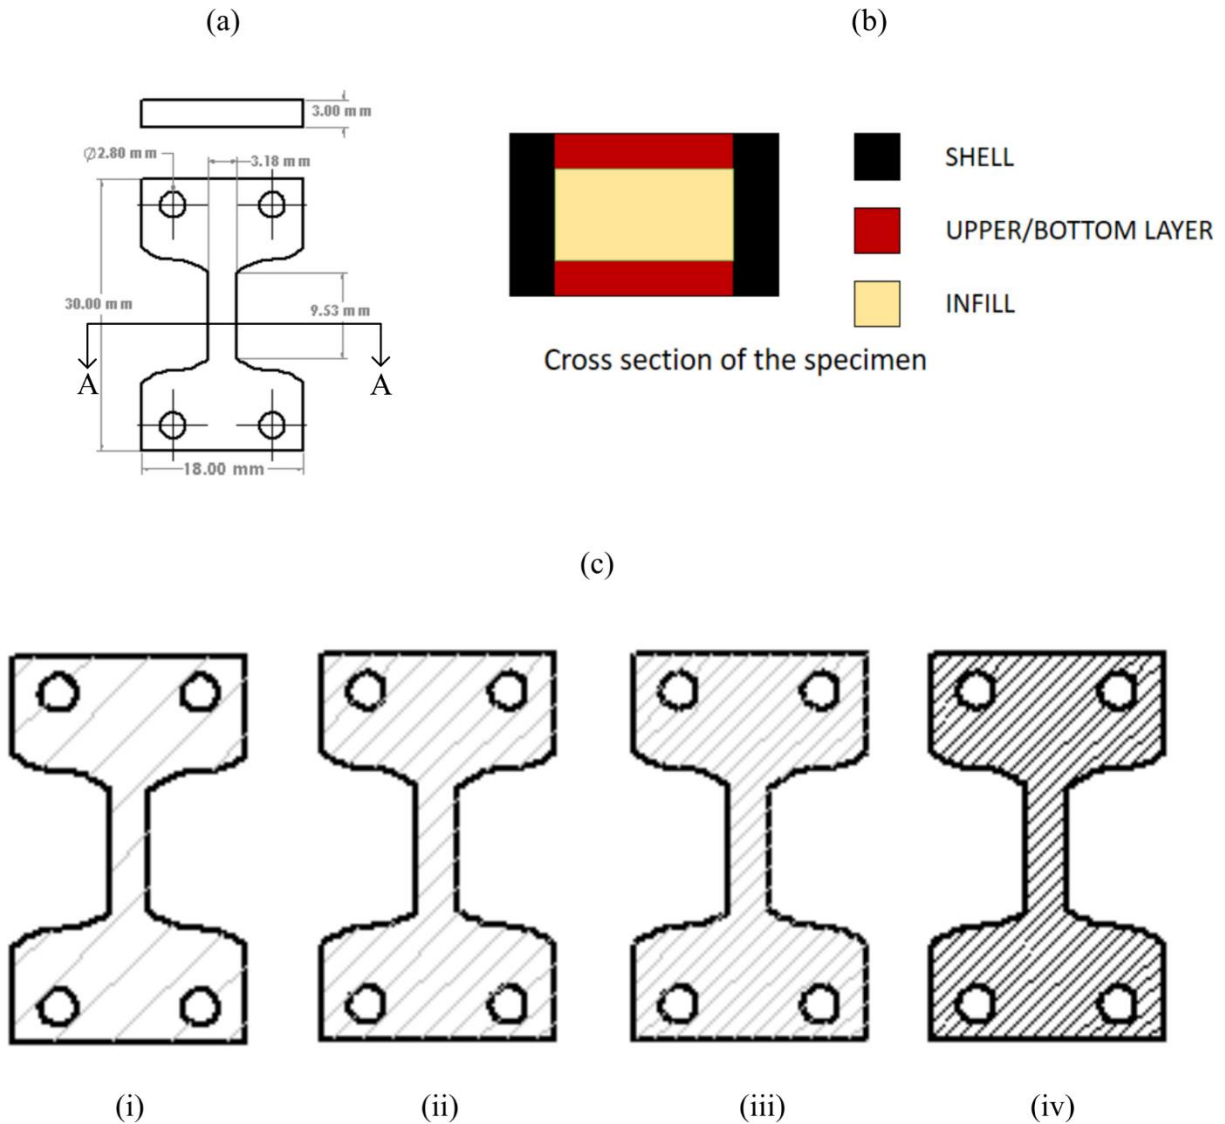 (a)
(b)
3.00 mm
∅2.80 mm
3.18 mm
30.00 mm
9.53 mm
A
A
18.00 mm
SHELL
UPPER/BOTTOM LAYER
INFILL
Cross section of the specimen
(c)
(i)
(ii)
(iii)
(iv)